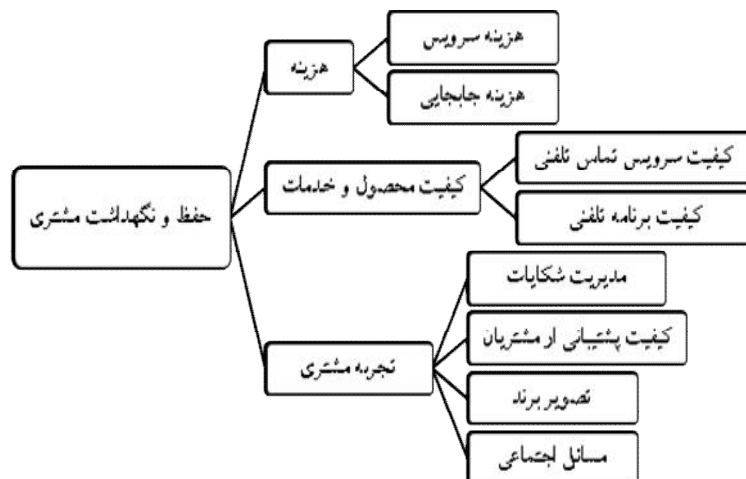 حفظ و نگهداشت مشتری
هزینه
هزینه سرویس
هزینه جابجایی
کیفیت محصول و خدمات
کیفیت سرویس تماس تلفنی
کیفیت برنامه تلفنی
تجربه مشتری
مدیریت شکایات
کیفیت پشتیبانی ار مشتریان
تصویر برند
مسائل اجتماعی